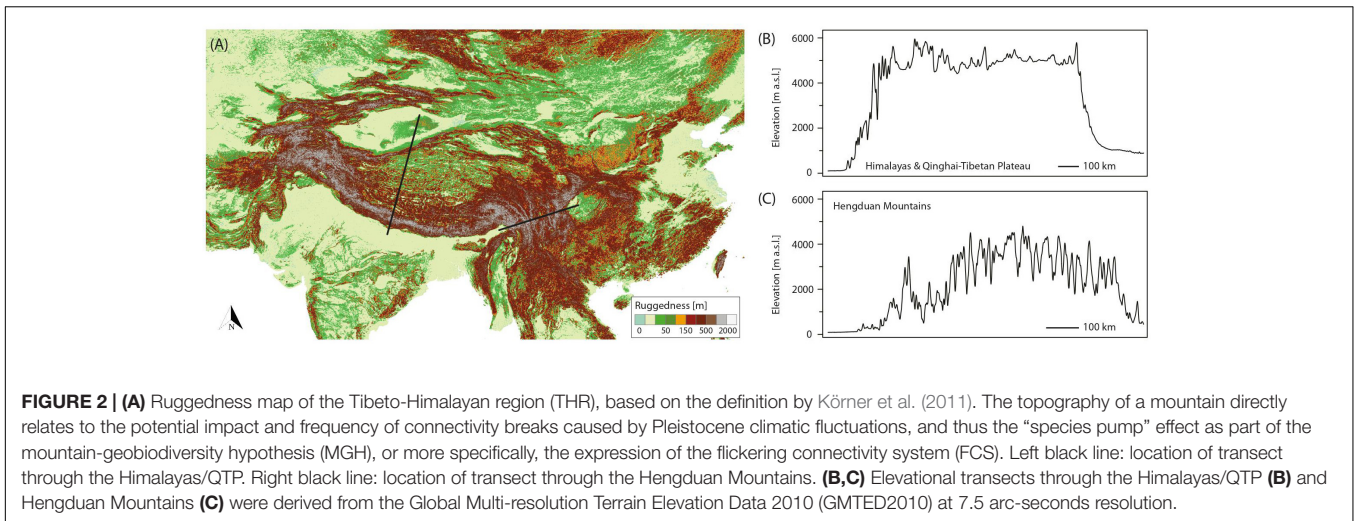 (A)
N
Ruggedness [m]
0 50 150 500 2000
(B)
6000
4000
2000
0
Elevation [m a.s.l.]
Himalayas & Qinghai-Tibetan Plateau
100 km
(C)
6000
4000
2000
0
Elevation [m a.s.l.]
Hengduan Mountains
100 km
FIGURE 2 | (A) Ruggedness map of the Tibeto-Himalayan region (THR), based on the definition by Körner et al. (2011). The topography of a mountain directly
relates to the potential impact and frequency of connectivity breaks caused by Pleistocene climatic fluctuations, and thus the “species pump” effect as part of the
mountain-geobiodiversity hypothesis (MGH), or more specifically, the expression of the flickering connectivity system (FCS). Left black line: location of transect
through the Himalayas/QTP. Right black line: location of transect through the Hengduan Mountains. (B,C) Elevational transects through the Himalayas/QTP (B) and
Hengduan Mountains (C) were derived from the Global Multi-resolution Terrain Elevation Data 2010 (GMTED2010) at 7.5 arc-seconds resolution.